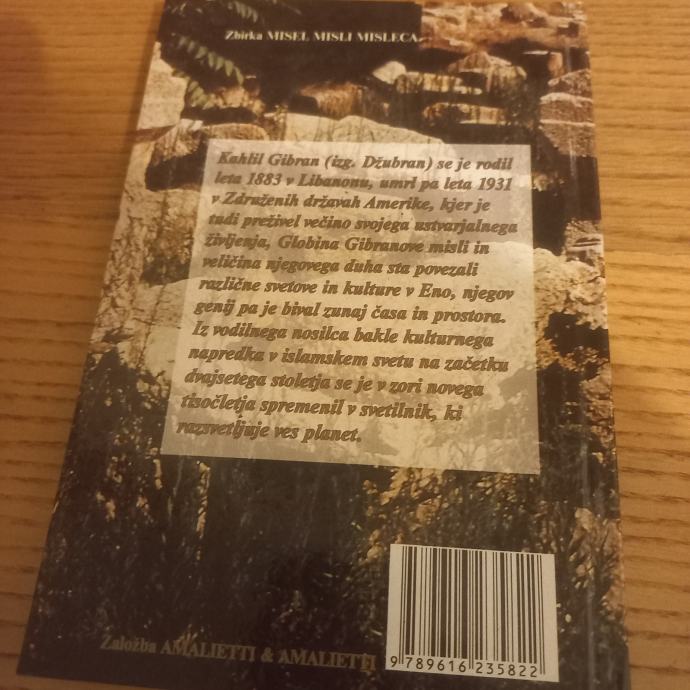 Zbirka MISEL MISLI MISLECA
Kahlil Gibran (izg. Džubran) se je rodil
leta 1883 v Libanonu, umrl pa leta 1931
v Združenih državah Amerike, kjer je
tudi preživel večino svojega ustvarjalnega
življenja, Globina Gibranove misli in
veličina njegovega duha sta povezali
različne svetove in kulture v Eno, njegov
genij pa je bival zunaj časa in prostora.
Iz vodilnega nosilca bakle kulturnega
napredka v islamskem svetu na začetku
dvajsetega stoletja se je v zori novega
tisočletja spremenil v svetilnik, ki
razsvetljuje ves planet.
Založba AMALIETTI & AMALIETTI
9 789616 235822